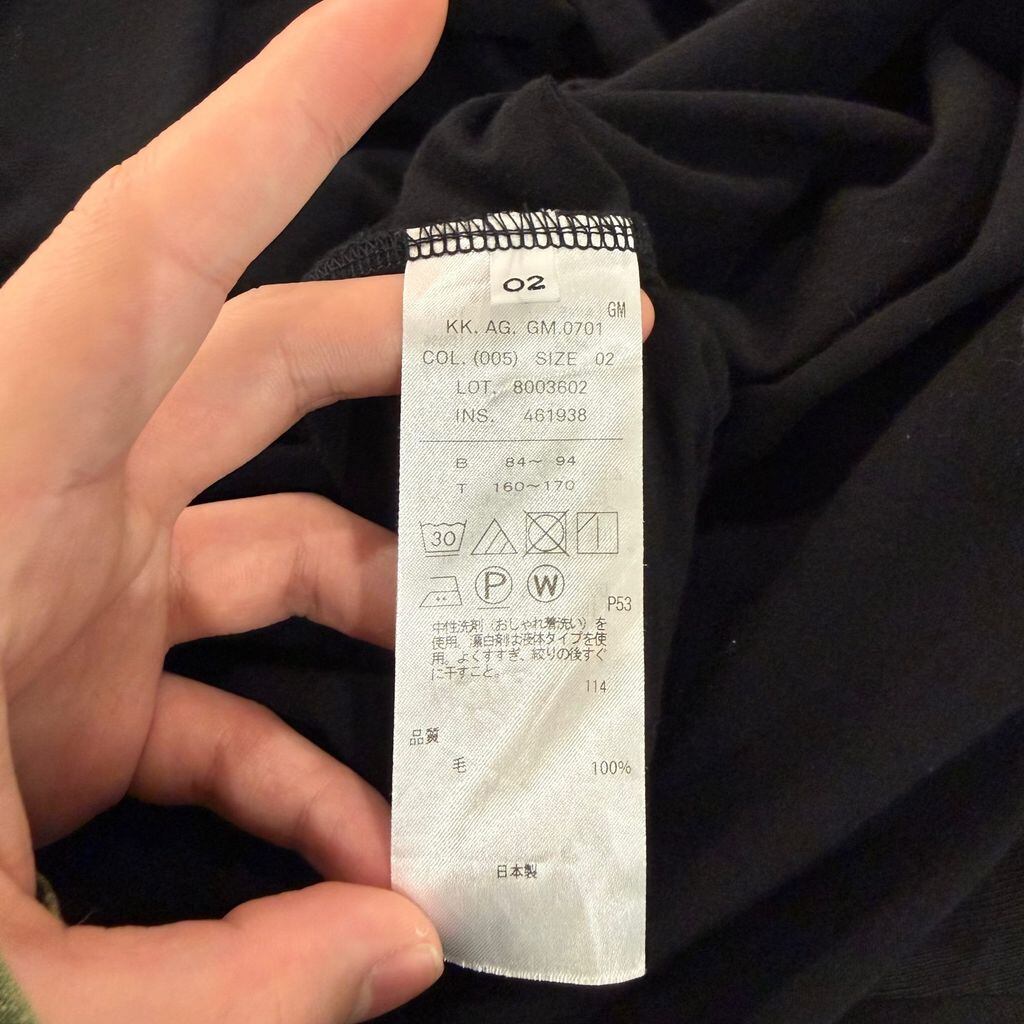 02
GM
KK. AG. GM.0701
COL. (005) SIZE 02
LOT. 8003602
INS. 461938
B 84~ 94
T 160~170
30
P W
P53
中性洗剤（おしゃれ着洗い）を
使用。漂白剤は液体タイプを使
用。よくすすぎ、絞りの後すぐ
に干すこと。
114
品質
毛 100%
日本製